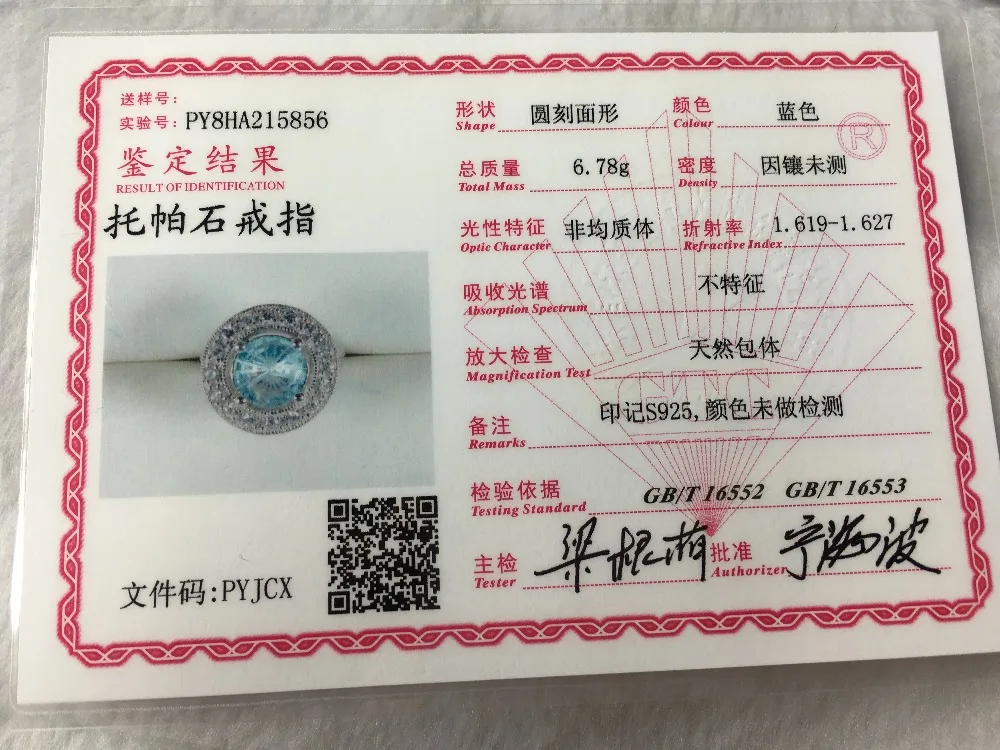 送样号:
实验号: PY8HA215856
鉴定结果
RESULT OF IDENTIFICATION
托帕石戒指
文件码:PYJCX
形状 圆刻面形 颜色 蓝色
Shape Colour
R
总质量 6.78g 密度 因镶未测
Total Mass Density
光性特征 非均质体 折射率 1.619-1.627
Optic Character Refractive Index
吸收光谱 不特征
Absorption Spectrum
放大检查 天然包体
Magnification Test
备注 印记S925,颜色未做检测
Remarks
检验依据 GB/T 16552 GB/T 16553
Testing Standard
主检 批准 宁海波
Tester Authorizer